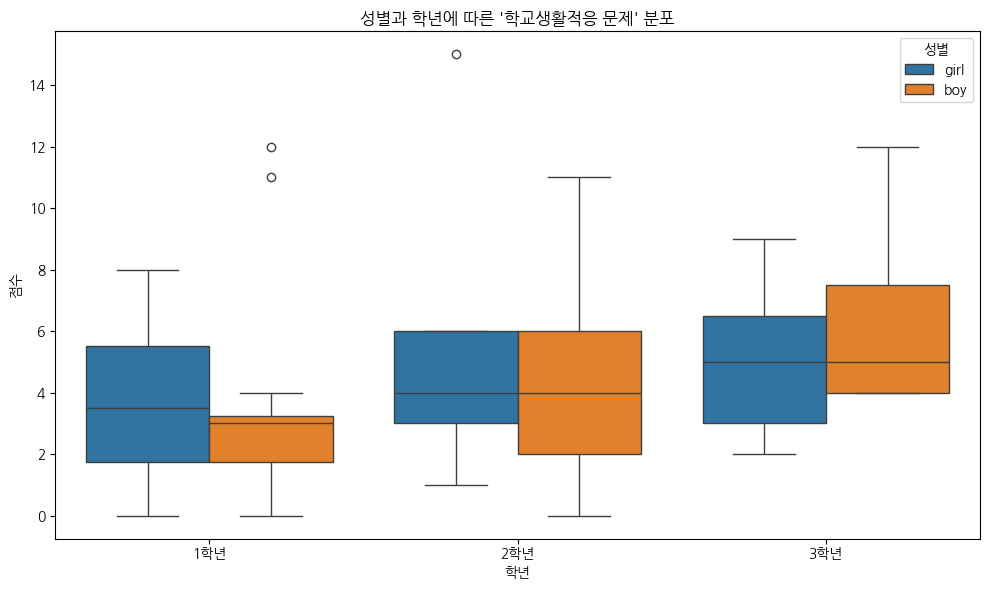 성별과 학년에 따른 '학교생활적응 문제' 분포
성별
girl
boy
점수
14
12
10
8
6
4
2
0
1학년
2학년
3학년
학년